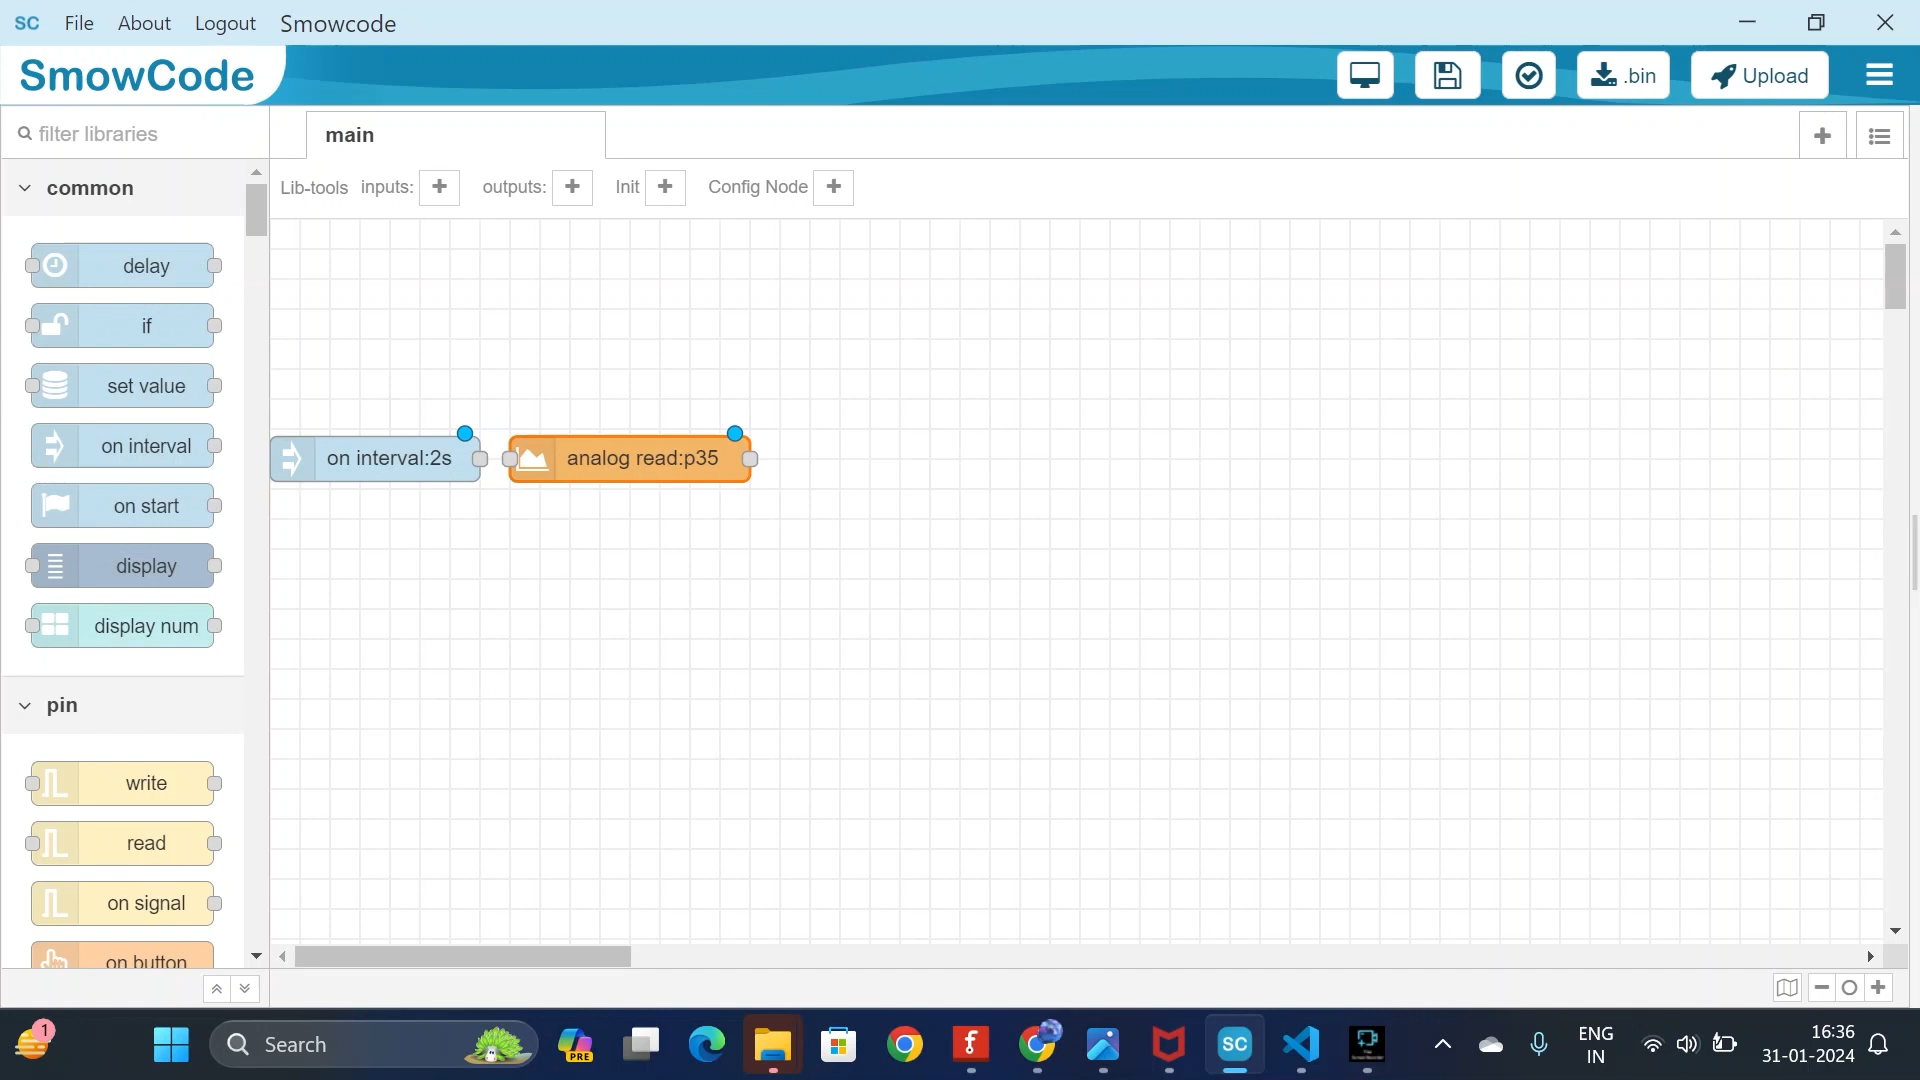 SC File About Logout Smowcode
SmowCode
.bin
Upload
filter libraries
main
Lib-tools inputs: outputs: Init Config Node
common
delay
if
set value
on interval
on start
display
display num
on interval:2s
analog read:p35
pin
write
read
on signal
on button
1
Search
PRE
SC
ENG
IN
16:36
31-01-2024